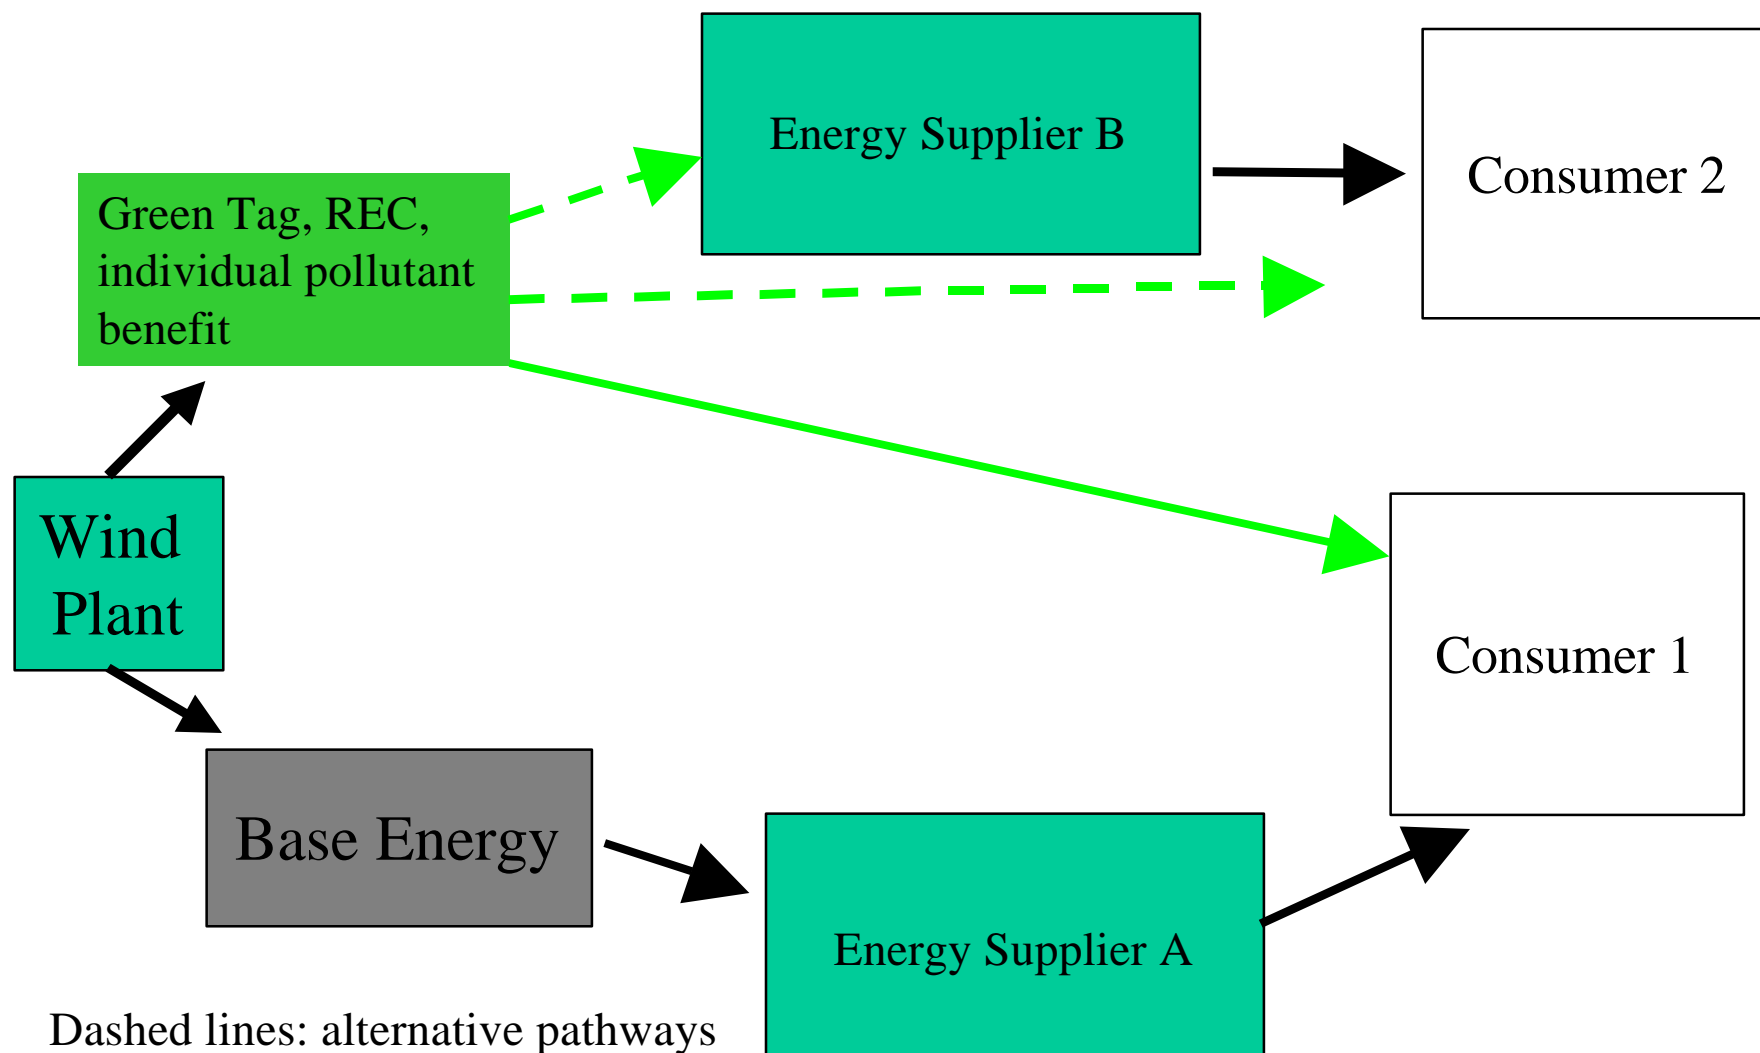 Energy Supplier B
Consumer 2
Green Tag, REC,
individual pollutant
benefit
Wind
Plant
Consumer 1
Base Energy
Energy Supplier A
Dashed lines: alternative pathways